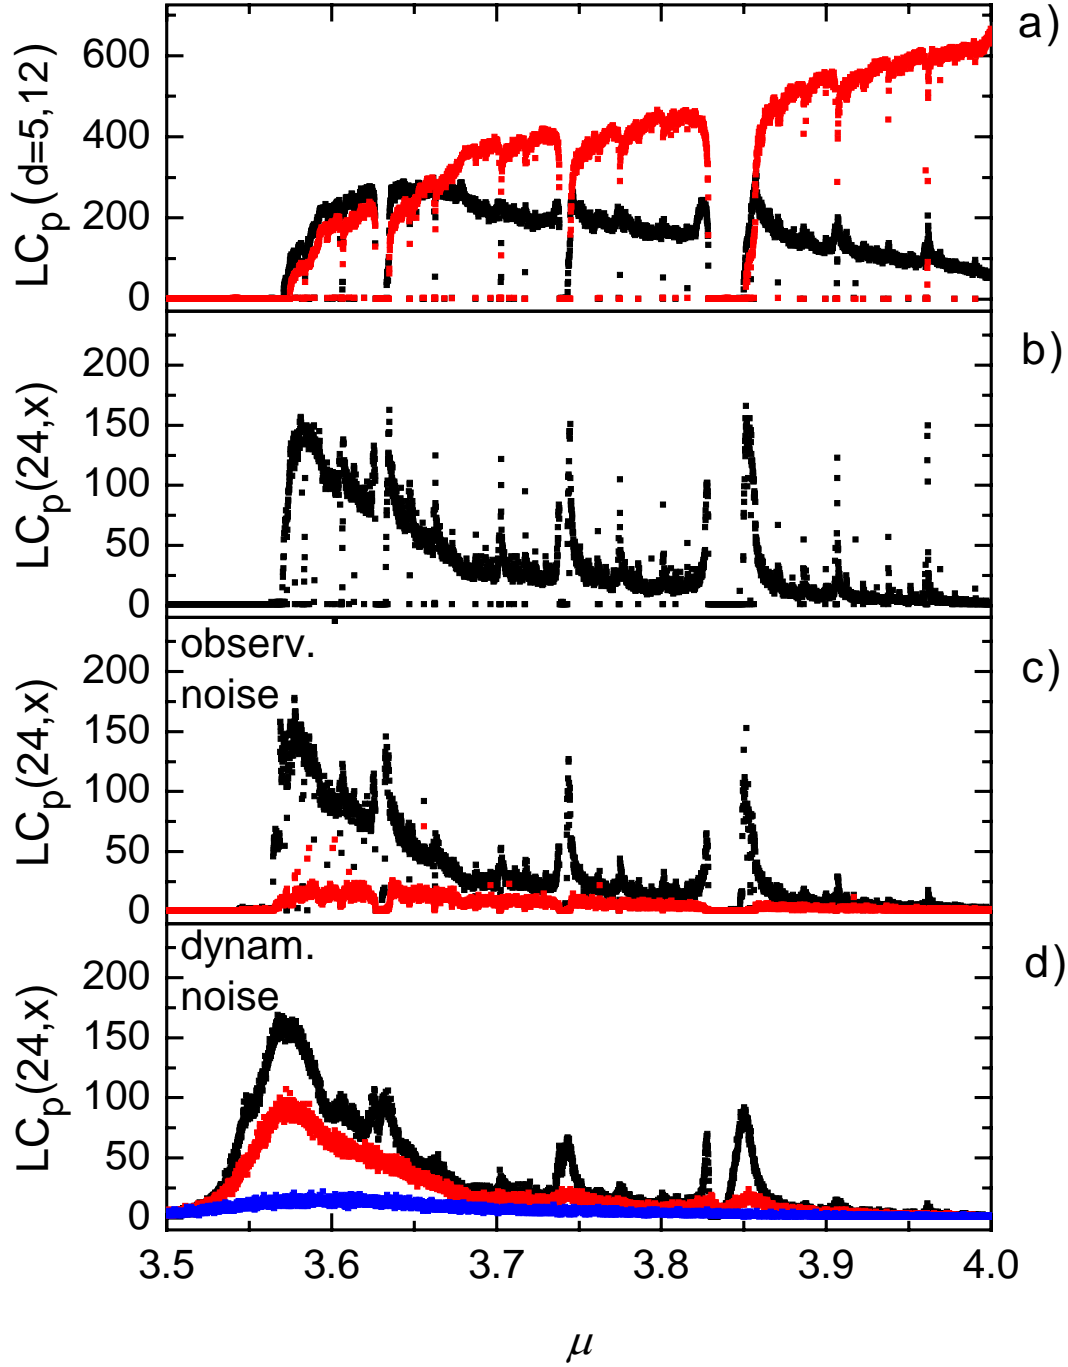 a)
600
400
200
0
LCp(d=5,12)
b)
200
150
100
50
0
LCp(24,x)
observ.
noise
c)
200
150
100
50
0
LCp(24,x)
dynam.
noise
d)
200
150
100
50
0
LCp(24,x)
3.5 3.6 3.7 3.8 3.9 4.0
μ